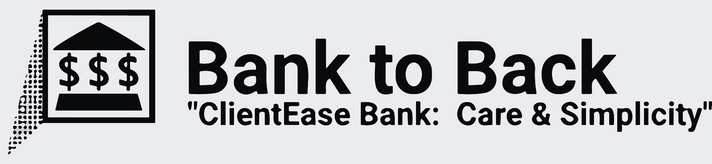 $ $ $
Bank to Back
"ClientEase Bank:  Care & Simplicity"